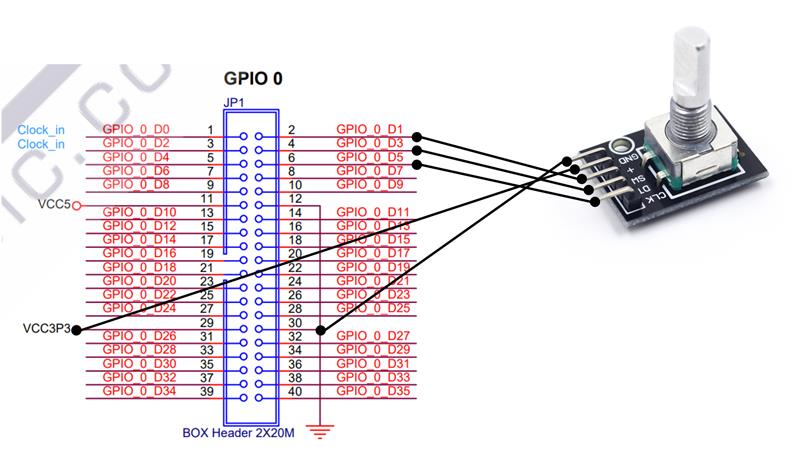 GPIO 0
JP1
Clock_in GPIO_0_D0 1 2 GPIO_0_D1
Clock_in GPIO_0_D2 3 4 GPIO_0_D3
GPIO_0_D4 5 6 GPIO_0_D5
GPIO_0_D6 7 8 GPIO_0_D7
GPIO_0_D8 9 10 GPIO_0_D9
VCC5 11 12
GPIO_0_D10 13 14 GPIO_0_D11
GPIO_0_D12 15 16 GPIO_0_D13
GPIO_0_D14 17 18 GPIO_0_D15
GPIO_0_D16 19 20 GPIO_0_D17
GPIO_0_D18 21 22 GPIO_0_D19
GPIO_0_D20 23 24 GPIO_0_D21
GPIO_0_D22 25 26 GPIO_0_D23
GPIO_0_D24 27 28 GPIO_0_D25
VCC3P3 29 30
GPIO_0_D26 31 32 GPIO_0_D27
GPIO_0_D28 33 34 GPIO_0_D29
GPIO_0_D30 35 36 GPIO_0_D31
GPIO_0_D32 37 38 GPIO_0_D33
GPIO_0_D34 39 40 GPIO_0_D35
BOX Header 2X20M
GND
+
SW
DT
CLK